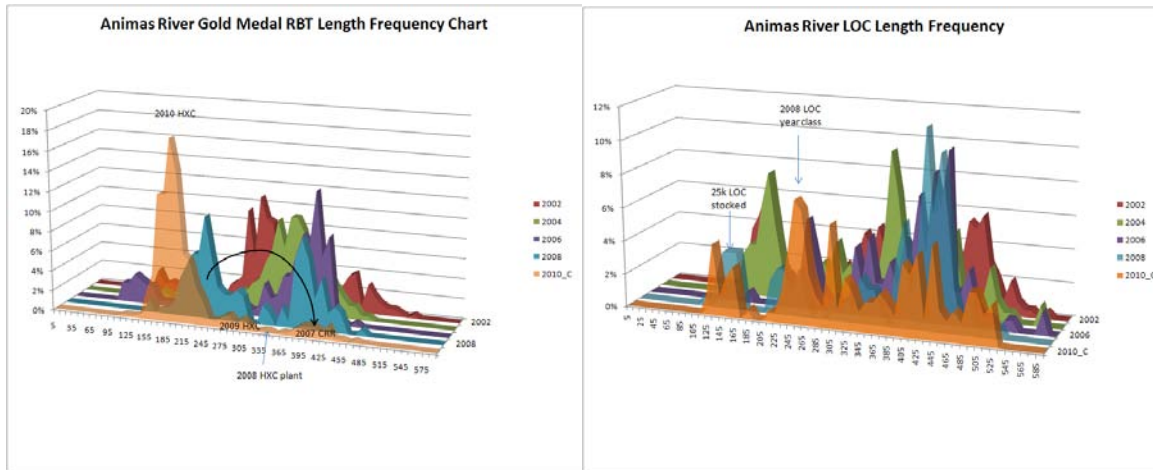 Animas River Gold Medal RBT Length Frequency Chart
20%
18%
16%
14%
12%
10%
8%
6%
4%
2%
0%
2010 HXC
2009 HXC
2007 CRR
2008 HXC plant
5 35 65 95 125 155 185 215 245 275 305 335 365 395 425 455 485 515 545 575
2002
2008
2002
2004
2006
2008
2010_C
Animas River LOC Length Frequency
12%
10%
8%
6%
4%
2%
0%
2008 LOC
year class
25k LOC
stocked
5 25 45 65 85 105 125 145 165 185 205 225 245 265 285 305 325 345 365 385 405 425 445 465 485 505 525 545 565 585
2002
2006
2010_C
2002
2004
2006
2008
2010_C